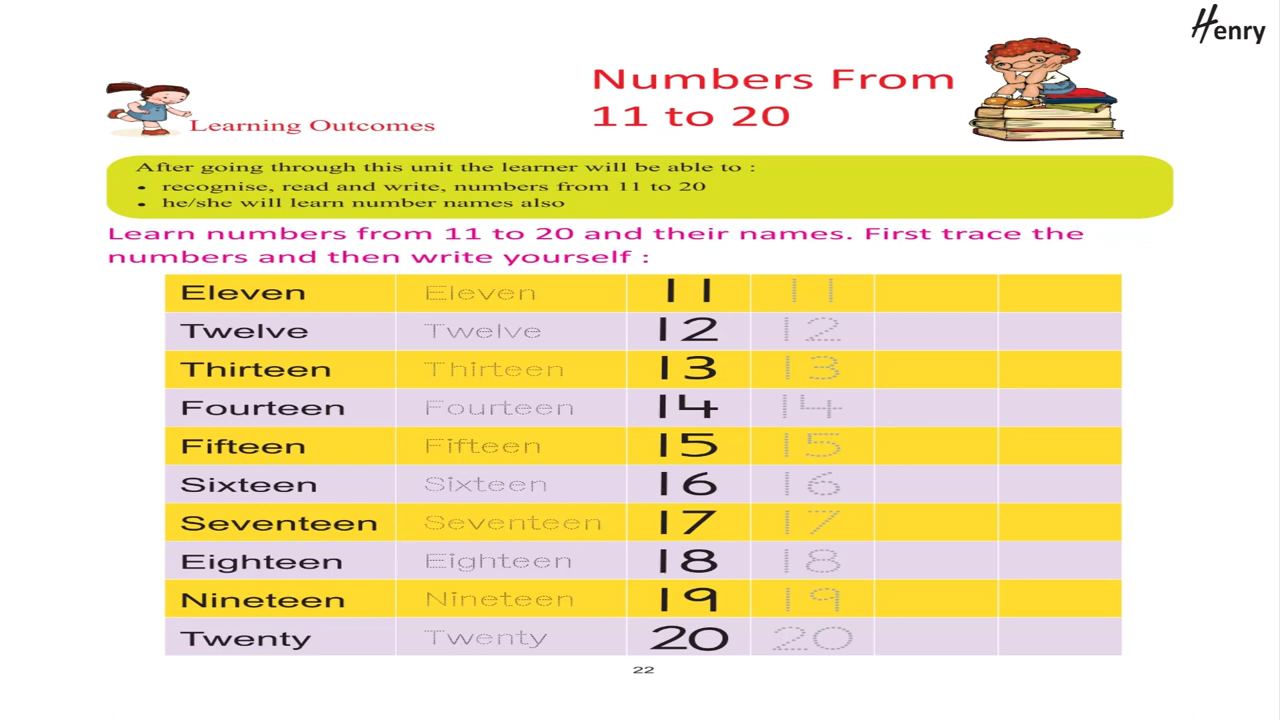 Henry
Numbers From
11 to 20
Learning Outcomes
After going through this unit the learner will be able to :
• recognise, read and write, numbers from 11 to 20
• he/she will learn number names also
Learn numbers from 11 to 20 and their names. First trace the
numbers and then write yourself :
Eleven Eleven 11 11
Twelve Twelve 12 12
Thirteen Thirteen 13 13
Fourteen Fourteen 14 14
Fifteen Fifteen 15 15
Sixteen Sixteen 16 16
Seventeen Seventeen 17 17
Eighteen Eighteen 18 18
Nineteen Nineteen 19 19
Twenty Twenty 20 20
22